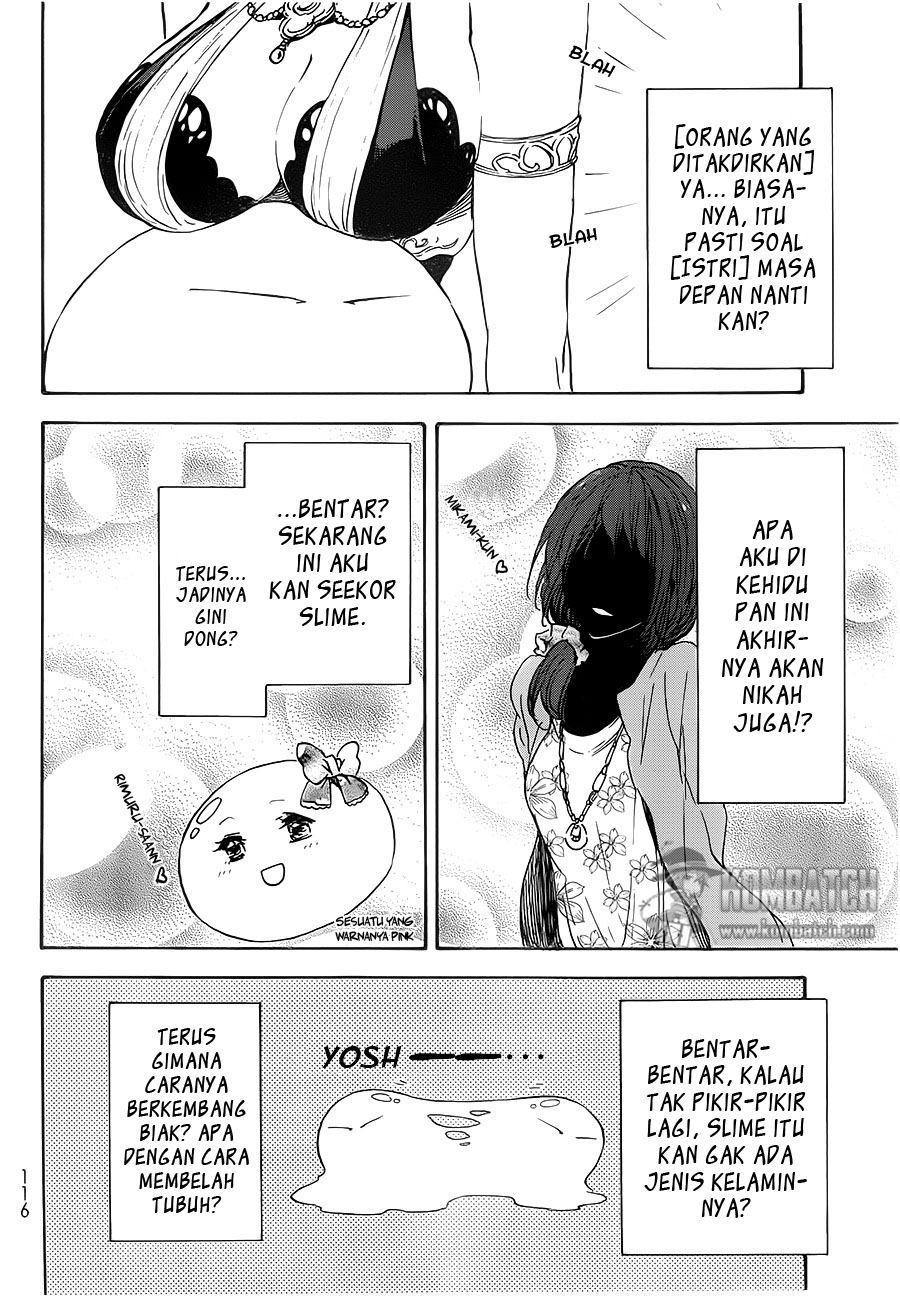 BLAH
BLAH
[ORANG YANG
DITAKDIRKAN]
YA... BIASA-
NYA, ITU
PASTI SOAL
[ISTRI] MASA
DEPAN NANTI
KAN?
APA
AKU DI
KEHIDU
PAN INI
AKHIR-
NYA AKAN
NIKAH
JUGA!?
MIKAMI-KUN♡
KOMBATCH
KOMBATCH
www.kombatch.com
...BENTAR?
SEKARANG
INI AKU
KAN SEEKOR
SLIME.
TERUS...
JADINYA
GINI
DONG?
RIMURU-SAANN♡
SESUATU YANG
WARNANYA PINK
BENTAR-
BENTAR, KALAU
TAK PIKIR-PIKIR
LAGI, SLIME ITU
KAN GAK ADA
JENIS KELAMIN-
NYA?
YOSH ——...
TERUS
GIMANA
CARANYA
BERKEMBANG
BIAK? APA
DENGAN CARA
MEMBELAH
TUBUH?
116